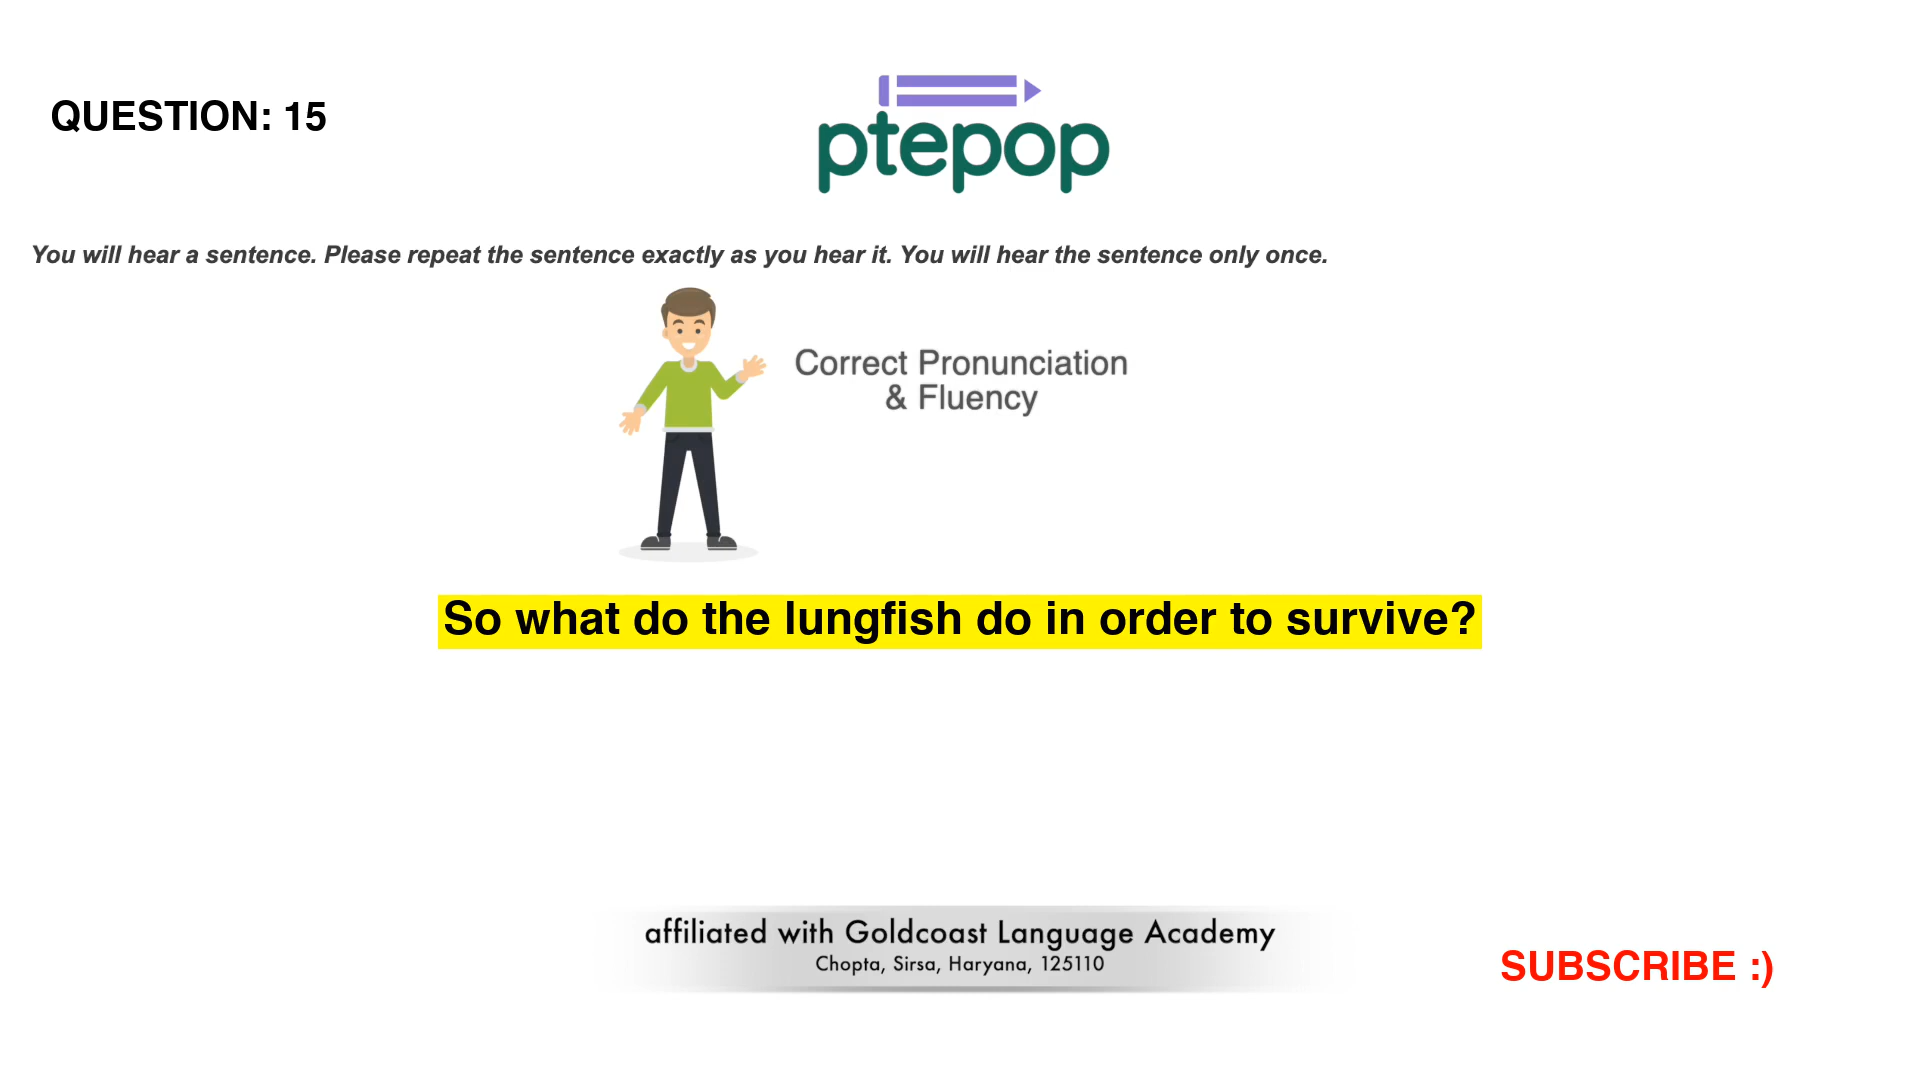 QUESTION: 15
ptepop
You will hear a sentence. Please repeat the sentence exactly as you hear it. You will hear the sentence only once.
Correct Pronunciation
& Fluency
So what do the lungfish do in order to survive?
affiliated with Goldcoast Language Academy
Chopta, Sirsa, Haryana, 125110
SUBSCRIBE :)